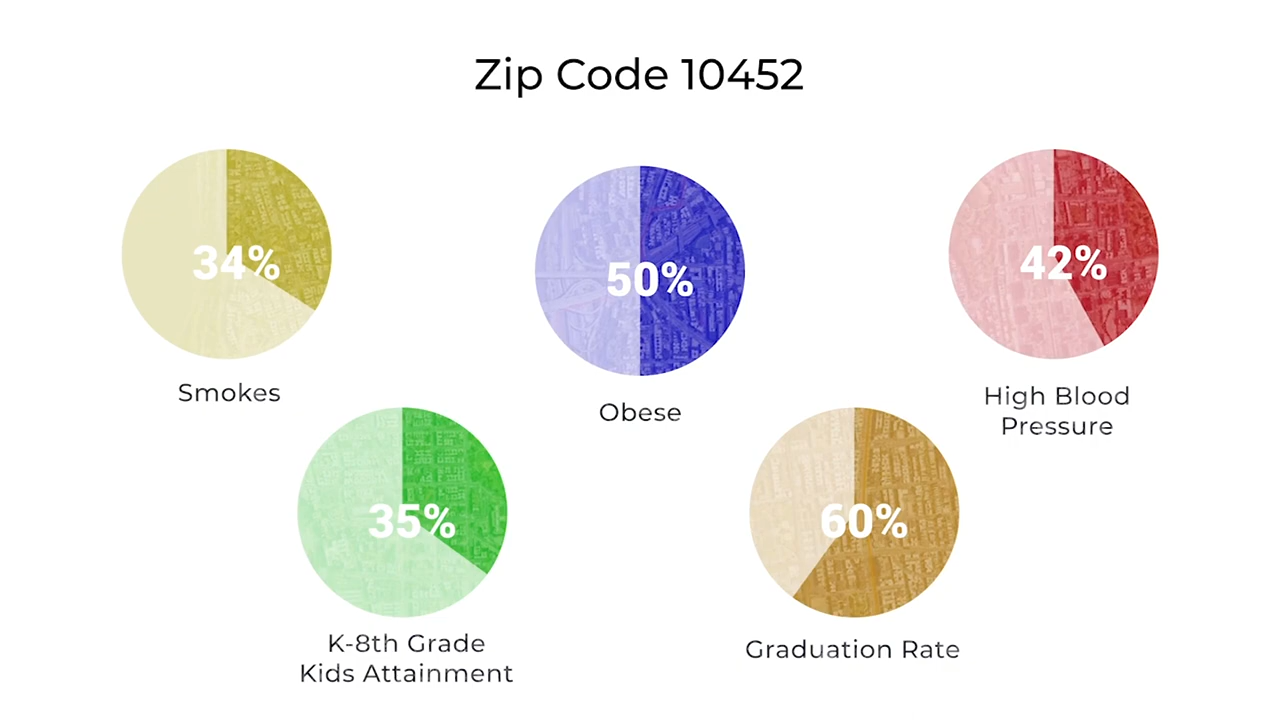 Zip Code 10452
34%
Smokes
50%
Obese
42%
High Blood
Pressure
35%
K-8th Grade
Kids Attainment
60%
Graduation Rate